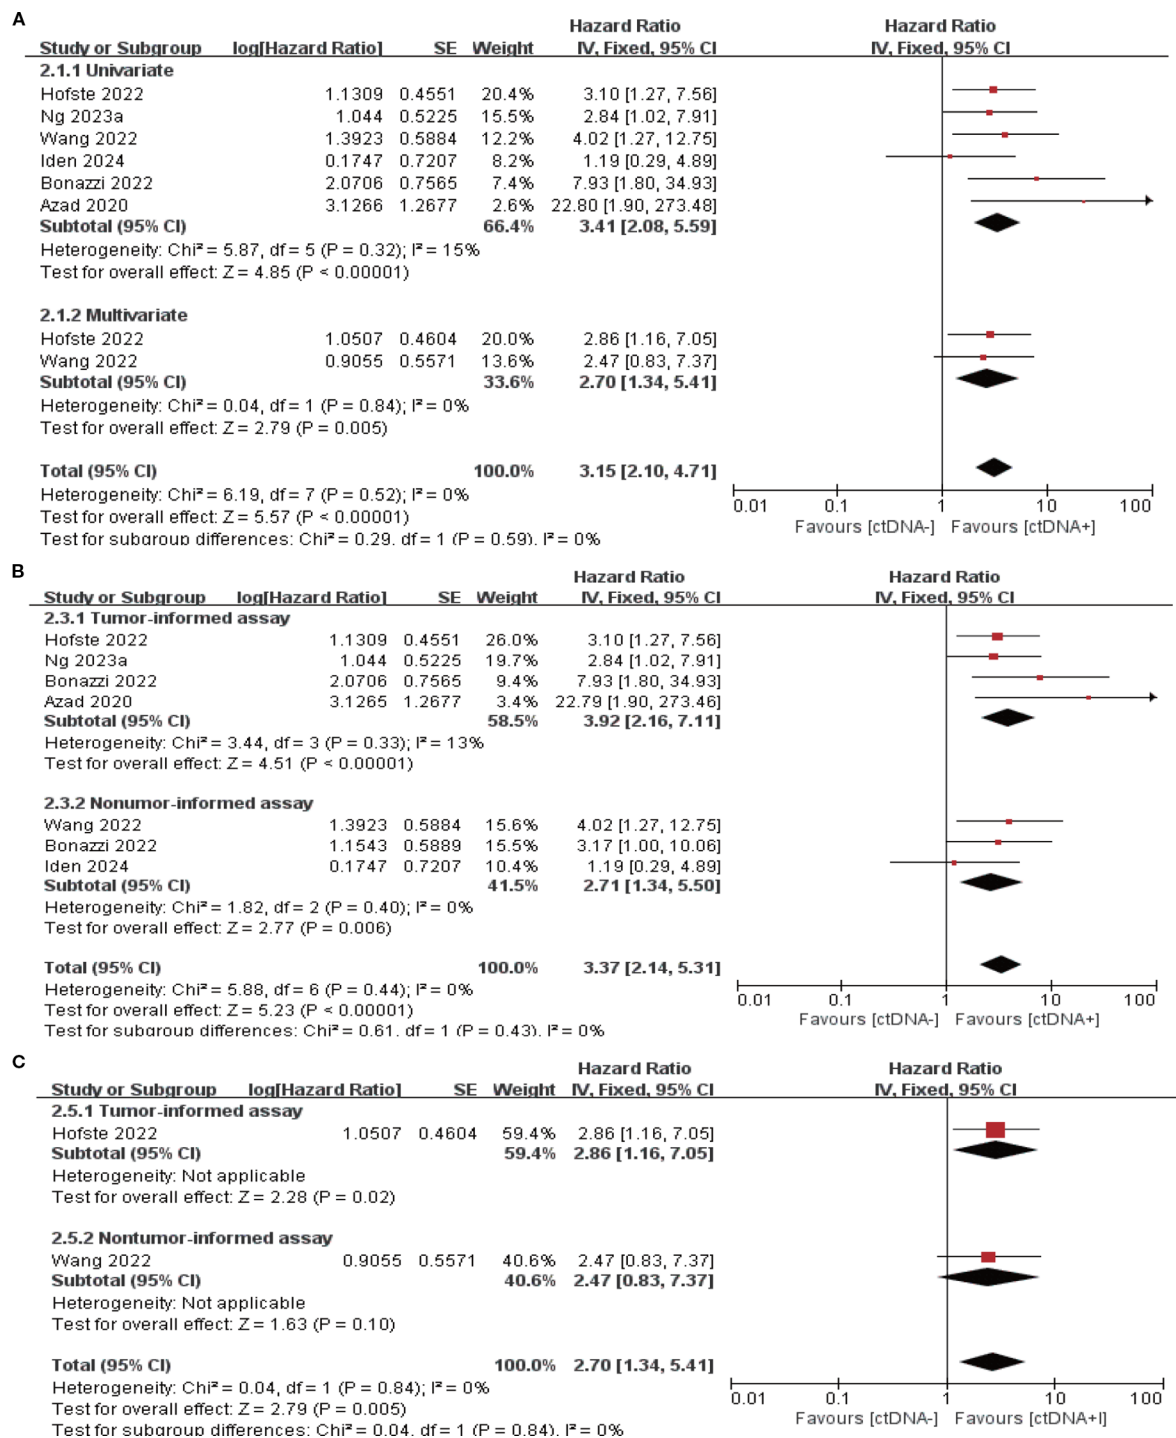 A
Hazard Ratio Hazard Ratio
Study or Subgroup log[Hazard Ratio] SE Weight IV, Fixed, 95% CI IV, Fixed, 95% CI
2.1.1 Univariate
Hofste 2022 1.1309 0.4551 20.4% 3.10 [1.27, 7.56]
Ng 2023a 1.044 0.5225 15.5% 2.84 [1.02, 7.91]
Wang 2022 1.3923 0.5884 12.2% 4.02 [1.27, 12.75]
Iden 2024 0.1747 0.7207 8.2% 1.19 [0.29, 4.89]
Bonazzi 2022 2.0706 0.7565 7.4% 7.93 [1.80, 34.93]
Azad 2020 3.1266 1.2677 2.6% 22.80 [1.90, 273.48]
Subtotal (95% CI) 66.4% 3.41 [2.08, 5.59]
Heterogeneity: Chi² = 5.87, df = 5 (P = 0.32); I² = 15%
Test for overall effect: Z = 4.85 (P < 0.00001)
2.1.2 Multivariate
Hofste 2022 1.0507 0.4604 20.0% 2.86 [1.16, 7.05]
Wang 2022 0.9055 0.5571 13.6% 2.47 [0.83, 7.37]
Subtotal (95% CI) 33.6% 2.70 [1.34, 5.41]
Heterogeneity: Chi² = 0.04, df = 1 (P = 0.84); I² = 0%
Test for overall effect: Z = 2.79 (P = 0.005)
Total (95% CI) 100.0% 3.15 [2.10, 4.71]
Heterogeneity: Chi² = 6.19, df = 7 (P = 0.52); I² = 0%
Test for overall effect: Z = 5.57 (P < 0.00001)
Test for subgroup differences: Chi² = 0.29, df = 1 (P = 0.59), I² = 0%
0.01 0.1 1 10 100
Favours [ctDNA-] Favours [ctDNA+]
B
Hazard Ratio Hazard Ratio
Study or Subgroup log[Hazard Ratio] SE Weight IV, Fixed, 95% CI IV, Fixed, 95% CI
2.3.1 Tumor-informed assay
Hofste 2022 1.1309 0.4551 26.0% 3.10 [1.27, 7.56]
Ng 2023a 1.044 0.5225 19.7% 2.84 [1.02, 7.91]
Bonazzi 2022 2.0706 0.7565 9.4% 7.93 [1.80, 34.93]
Azad 2020 3.1265 1.2677 3.4% 22.79 [1.90, 273.46]
Subtotal (95% CI) 58.5% 3.92 [2.16, 7.11]
Heterogeneity: Chi² = 3.44, df = 3 (P = 0.33); I² = 13%
Test for overall effect: Z = 4.51 (P < 0.00001)
2.3.2 Nonumor-informed assay
Wang 2022 1.3923 0.5884 15.6% 4.02 [1.27, 12.75]
Bonazzi 2022 1.1543 0.5889 15.5% 3.17 [1.00, 10.06]
Iden 2024 0.1747 0.7207 10.4% 1.19 [0.29, 4.89]
Subtotal (95% CI) 41.5% 2.71 [1.34, 5.50]
Heterogeneity: Chi² = 1.82, df = 2 (P = 0.40); I² = 0%
Test for overall effect: Z = 2.77 (P = 0.006)
Total (95% CI) 100.0% 3.37 [2.14, 5.31]
Heterogeneity: Chi² = 5.88, df = 6 (P = 0.44); I² = 0%
Test for overall effect: Z = 5.23 (P < 0.00001)
Test for subgroup differences: Chi² = 0.61, df = 1 (P = 0.43), I² = 0%
0.01 0.1 1 10 100
Favours [ctDNA-] Favours [ctDNA+]
C
Hazard Ratio Hazard Ratio
Study or Subgroup log[Hazard Ratio] SE Weight IV, Fixed, 95% CI IV, Fixed, 95% CI
2.5.1 Tumor-informed assay
Hofste 2022 1.0507 0.4604 59.4% 2.86 [1.16, 7.05]
Subtotal (95% CI) 59.4% 2.86 [1.16, 7.05]
Heterogeneity: Not applicable
Test for overall effect: Z = 2.28 (P = 0.02)
2.5.2 Nontumor-informed assay
Wang 2022 0.9055 0.5571 40.6% 2.47 [0.83, 7.37]
Subtotal (95% CI) 40.6% 2.47 [0.83, 7.37]
Heterogeneity: Not applicable
Test for overall effect: Z = 1.63 (P = 0.10)
Total (95% CI) 100.0% 2.70 [1.34, 5.41]
Heterogeneity: Chi² = 0.04, df = 1 (P = 0.84); I² = 0%
Test for overall effect: Z = 2.79 (P = 0.005)
Test for subgroup differences: Chi² = 0.04, df = 1 (P = 0.84), I² = 0%
0.01 0.1 1 10 100
Favours [ctDNA-] Favours [ctDNA+I]